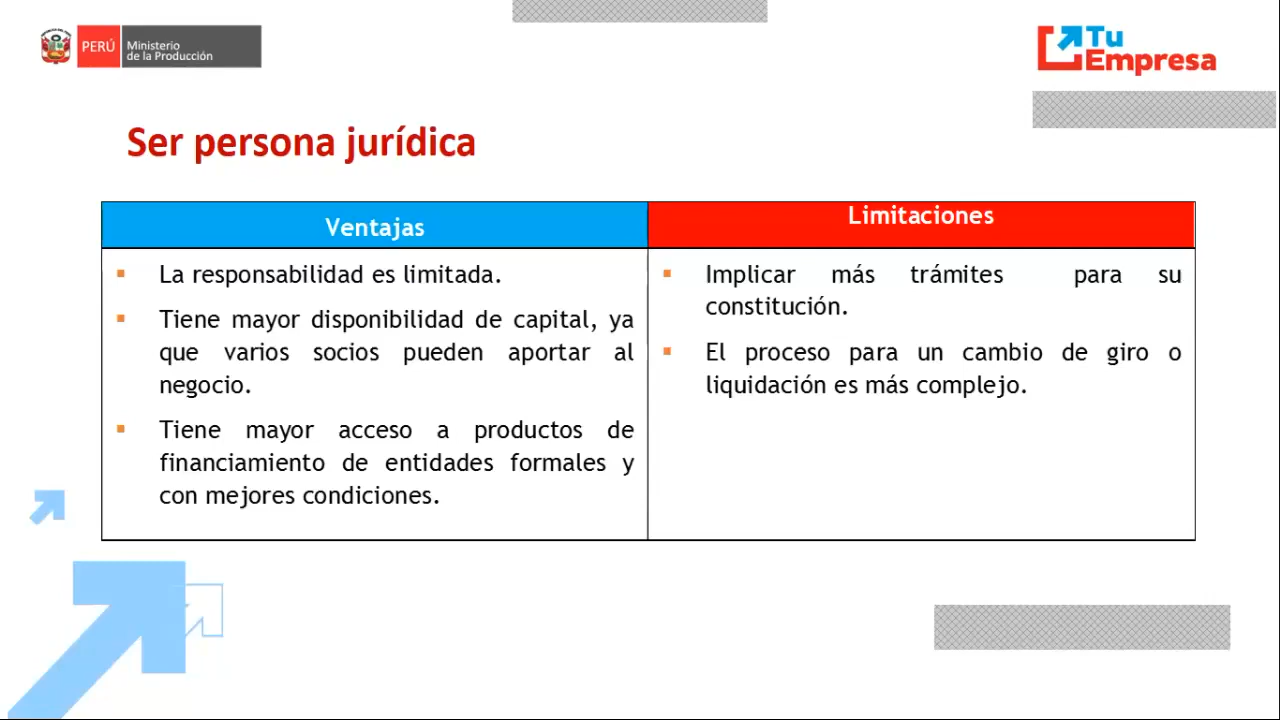 PERÚ
Ministerio
de la Producción
Tu
Empresa
Ser persona jurídica
Ventajas
Limitaciones
▪ La responsabilidad es limitada.
▪ Tiene mayor disponibilidad de capital, ya
que varios socios pueden aportar al
negocio.
▪ Tiene mayor acceso a productos de
financiamiento de entidades formales y
con mejores condiciones.
▪ Implicar más trámites para su
constitución.
▪ El proceso para un cambio de giro o
liquidación es más complejo.